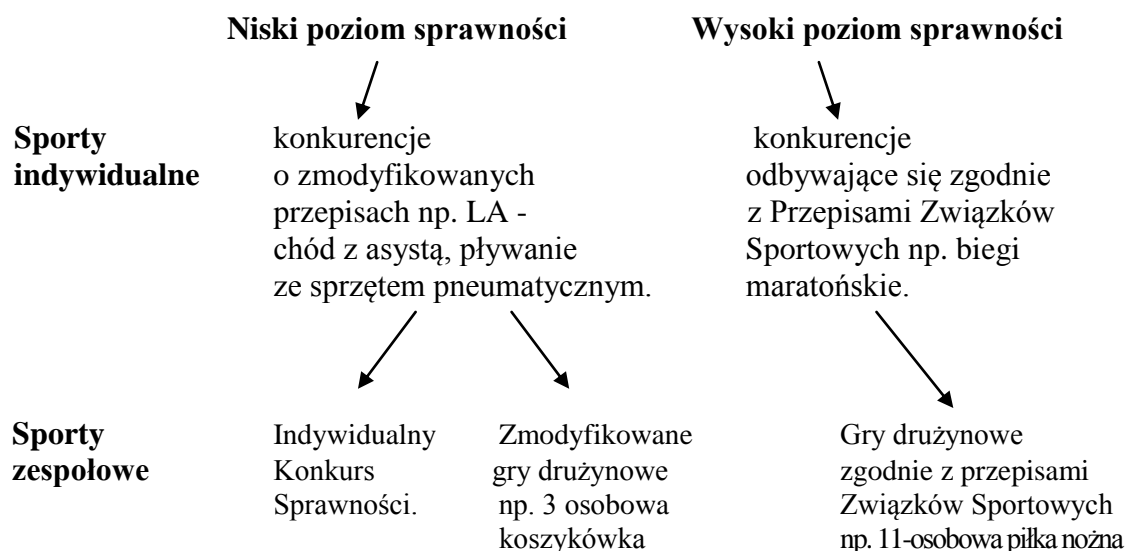 Niski poziom sprawności
Wysoki poziom sprawności
Sporty
indywidualne
konkurencje
o zmodyfikowanych
przepisach np. LA -
chód z asystą, pływanie
ze sprzętem pneumatycznym.
konkurencje
odbywające się zgodnie
z Przepisami Związków
Sportowych np. biegi
maratońskie.
Sporty
zespołowe
Indywidualny
Konkurs
Sprawności.
Zmodyfikowane
gry drużynowe
np. 3 osobowa
koszykówka
Gry drużynowe
zgodnie z przepisami
Związków Sportowych
np. 11-osobowa piłka nożna